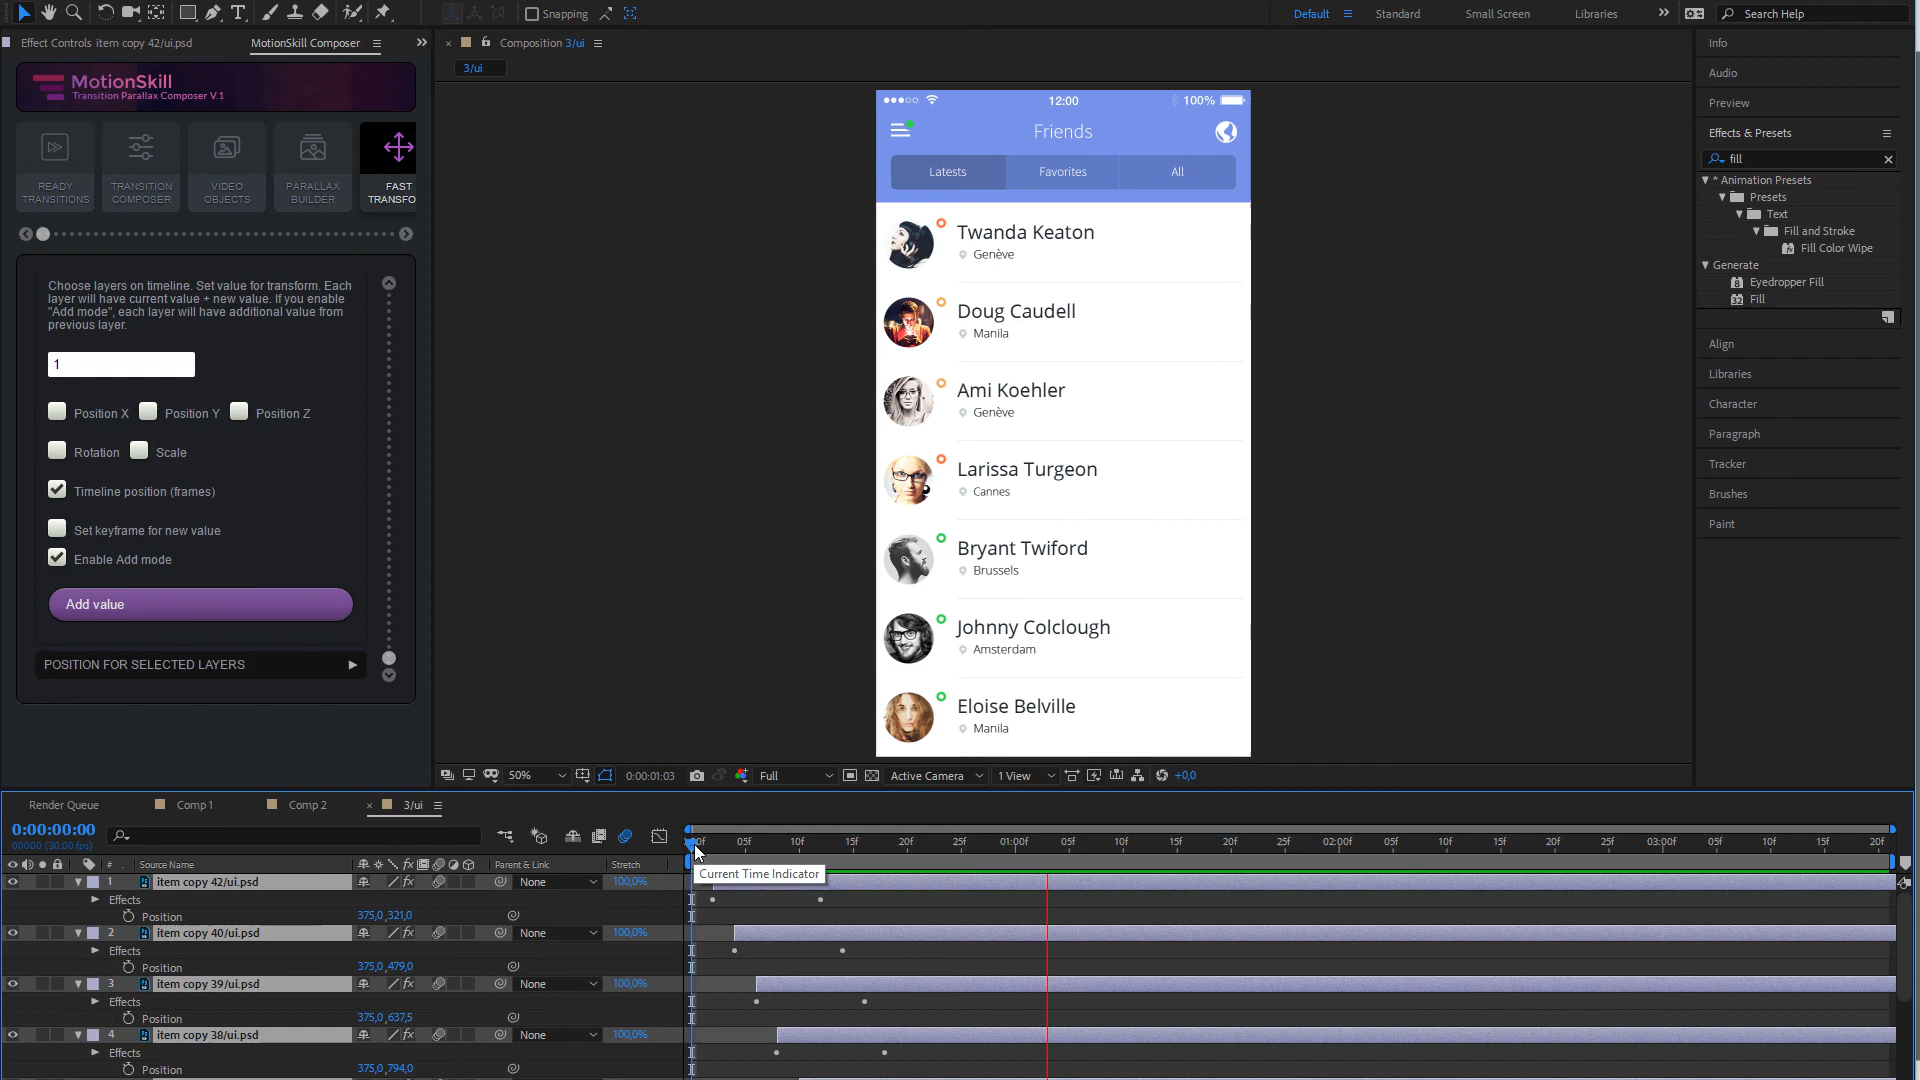 Snapping
Default
Standard
Small Screen
Libraries
Search Help
Effect Controls item copy 42/ui.psd
MotionSkill Composer
Composition 3/ui
3/ui
MotionSkill
Transition Parallax Composer V.1
READY TRANSITIONS
TRANSITION COMPOSER
VIDEO OBJECTS
PARALLAX BUILDER
FAST TRANSFO
Choose layers on timeline. Set value for transform. Each
layer will have current value + new value. If you enable
"Add mode", each layer will have additional value from
previous layer.
1
Position X
Position Y
Position Z
Rotation
Scale
Timeline position (frames)
Set keyframe for new value
Enable Add mode
Add value
POSITION FOR SELECTED LAYERS
12:00
100%
Friends
Latests
Favorites
All
Twanda Keaton
Genève
Doug Caudell
Manila
Ami Koehler
Genève
Larissa Turgeon
Cannes
Bryant Twiford
Brussels
Johnny Colclough
Amsterdam
Eloise Belville
Manila
50%
0:00:01:03
Full
Active Camera
1 View
+0,0
Info
Audio
Preview
Effects & Presets
fill
* Animation Presets
Presets
Text
Fill and Stroke
Fill Color Wipe
Generate
Eyedropper Fill
Fill
Align
Libraries
Character
Paragraph
Tracker
Brushes
Paint
Render Queue
Comp 1
Comp 2
3/ui
0:00:00:00
00000 (30.00 fps)
05f
10f
15f
20f
25f
01:00f
05f
10f
15f
20f
25f
02:00f
05f
10f
15f
20f
25f
03:00f
05f
10f
15f
20f
# Source Name
Parent & Link
Stretch
Current Time Indicator
1 item copy 42/ui.psd None 100,0%
Effects
Position 375,0 ,321,0
2 item copy 40/ui.psd None 100,0%
Effects
Position 375,0 ,479,0
3 item copy 39/ui.psd None 100,0%
Effects
Position 375,0 ,637,5
4 item copy 38/ui.psd None 100,0%
Effects
Position 375,0 ,794,0